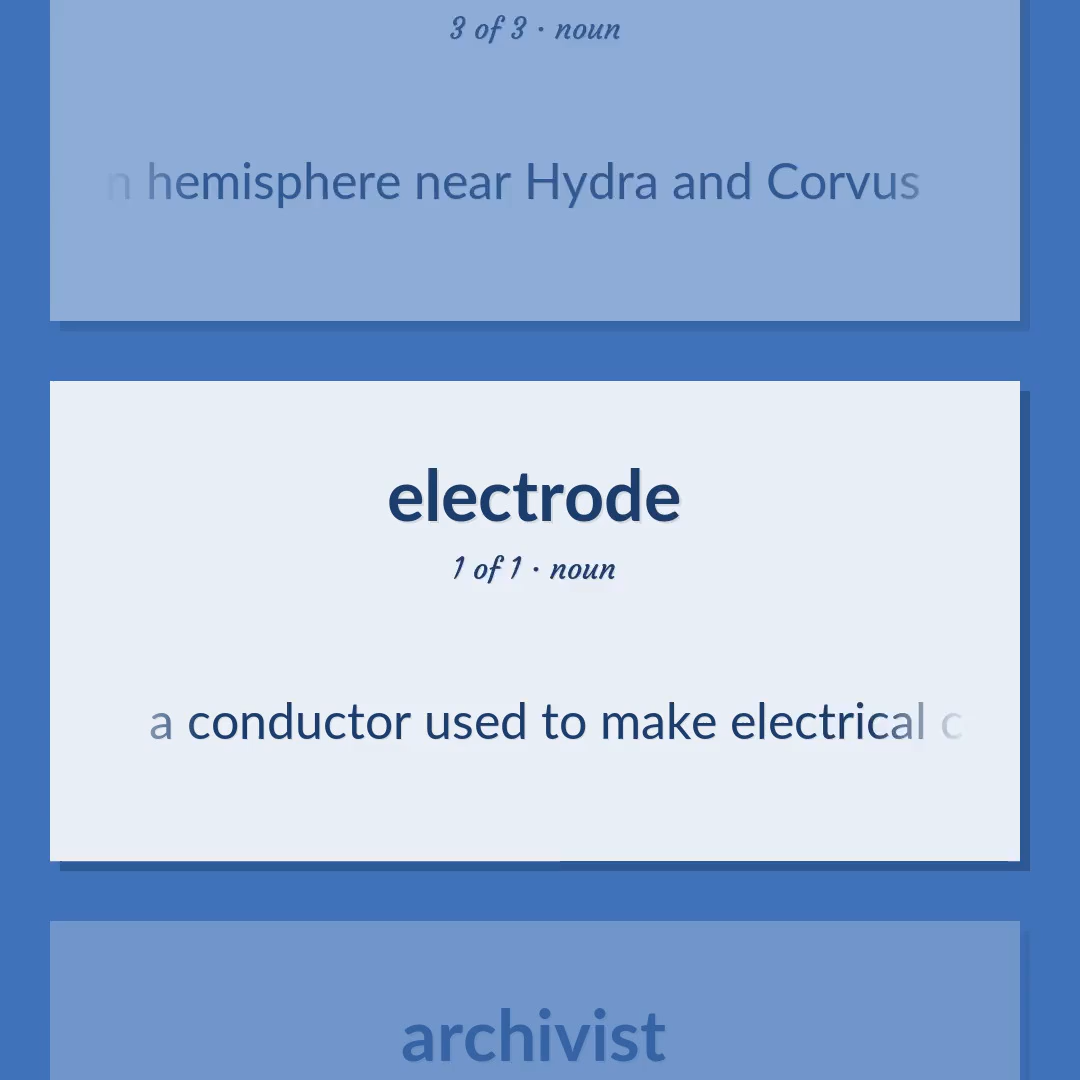 3 of 3 · noun
n hemisphere near Hydra and Corvus
electrode
1 of 1 · noun
a conductor used to make electrical c
archivist